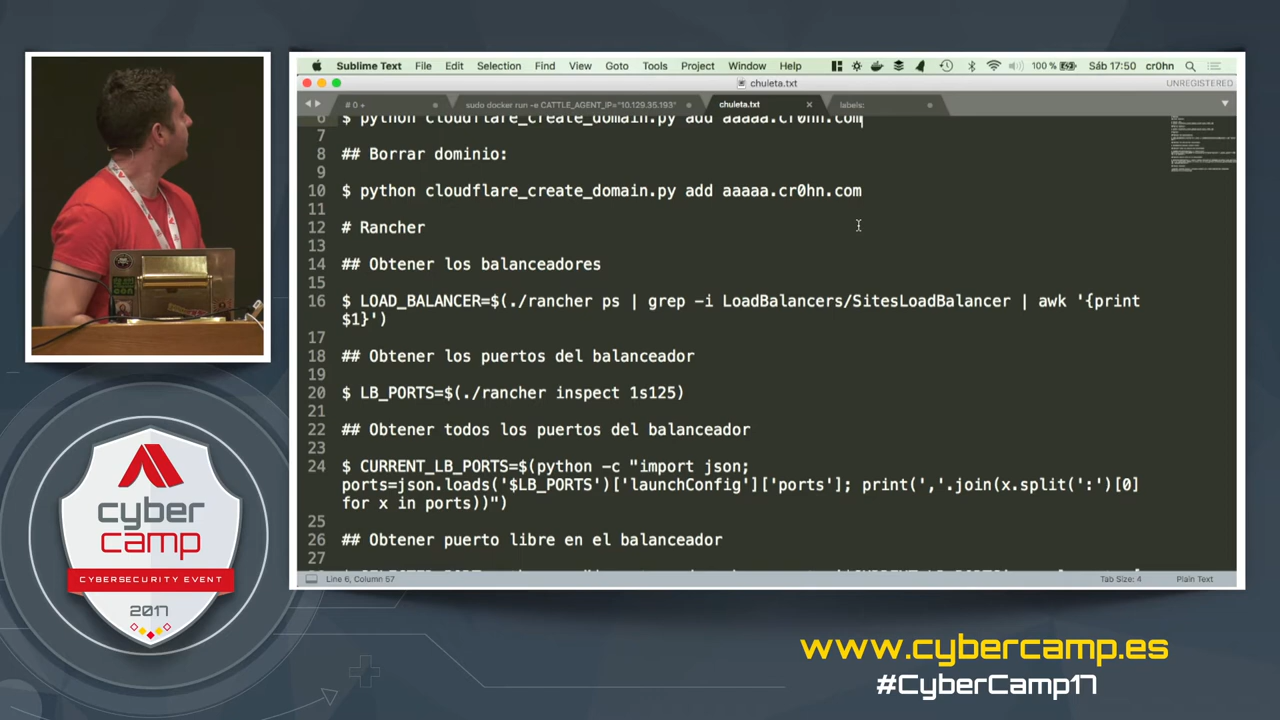 Sublime Text File Edit Selection Find View Goto Tools Project Window Help 100 % Sáb 17:50 cr0hn
chuleta.txt
UNREGISTERED
# 0 +
sudo docker run -e CATTLE_AGENT_IP="10.129.35.193"
chuleta.txt
labels:
6 $ python cloudflare_create_domain.py add aaaaa.cr0hn.com
7
8 ## Borrar dominio:
9
10 $ python cloudflare_create_domain.py add aaaaa.cr0hn.com
11
12 # Rancher
13
14 ## Obtener los balanceadores
15
16 $ LOAD_BALANCER=$(./rancher ps | grep -i LoadBalancers/SitesLoadBalancer | awk '{print
$1}')
17
18 ## Obtener los puertos del balanceador
19
20 $ LB_PORTS=$(./rancher inspect 1s125)
21
22 ## Obtener todos los puertos del balanceador
23
24 $ CURRENT_LB_PORTS=$(python -c "import json;
ports=json.loads('$LB_PORTS')['launchConfig']['ports']; print(','.join(x.split(':')[0]
for x in ports))")
25
26 ## Obtener puerto libre en el balanceador
27
Line 6, Column 57
Tab Size: 4
Plain Text
cyber
camp
CYBERSECURITY EVENT
2017
www.cybercamp.es
#CyberCamp17